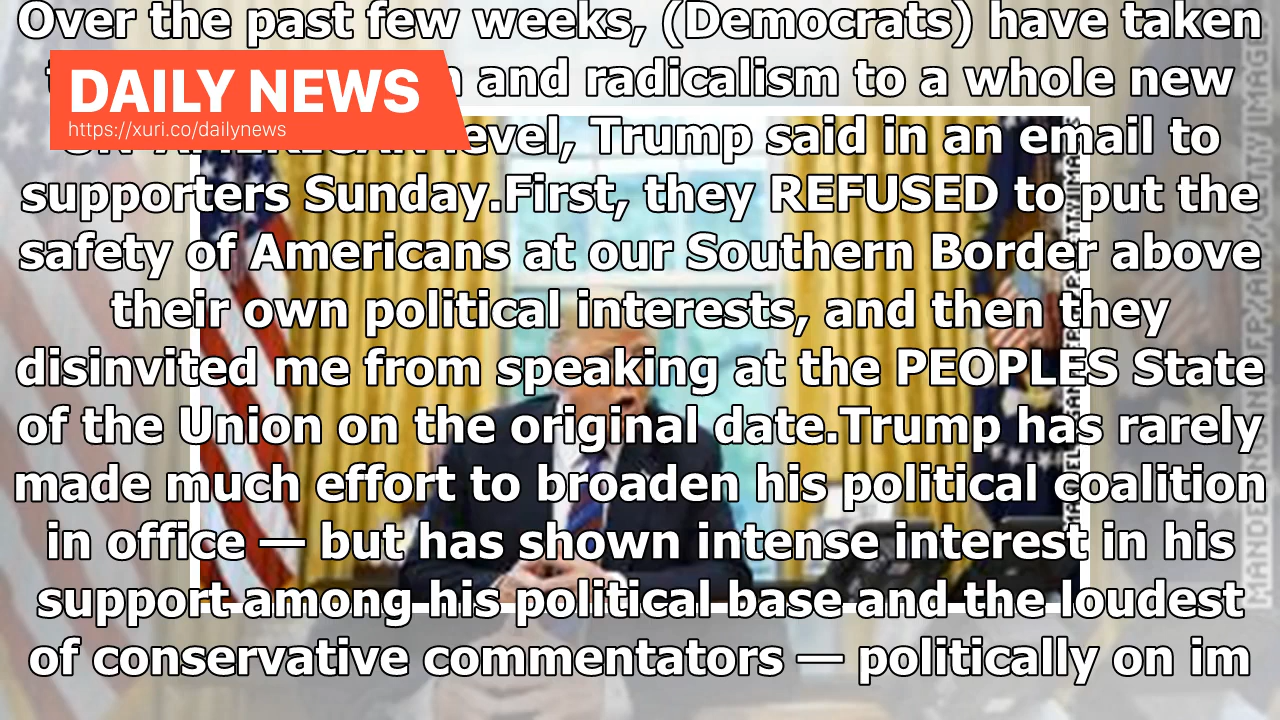 Over the past few weeks, (Democrats) have taken
and radicalism to a whole new
DAILY NEWS
https://xuri.co/dailynews
level, Trump said in an email to
supporters Sunday.First, they REFUSED to put the
safety of Americans at our Southern Border above
their own political interests, and then they
disinvited me from speaking at the PEOPLES State
of the Union on the original date.Trump has rarely
made much effort to broaden his political coalition
in office — but has shown intense interest in his
support among his political base and the loudest
of conservative commentators — politically on im